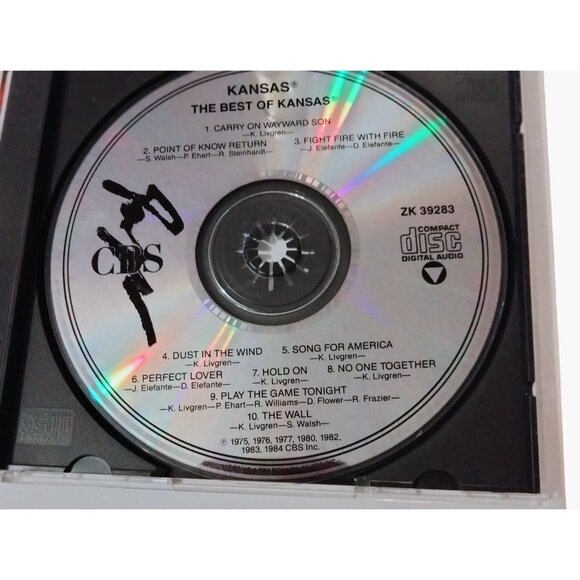 KANSAS®
THE BEST OF KANSAS®
1. CARRY ON WAYWARD SON
—K. Livgren—
2. POINT OF KNOW RETURN 3. FIGHT FIRE WITH FIRE
—S. Walsh—P. Ehart—R. Steinhardt— —J. Elefante—D. Elefante—
ZK 39283
COMPACT
disc
DIGITAL AUDIO
CBS
4. DUST IN THE WIND 5. SONG FOR AMERICA
—K. Livgren— —K. Livgren—
6. PERFECT LOVER 7. HOLD ON 8. NO ONE TOGETHER
—J. Elefante—D. Elefante— —K. Livgren— —K. Livgren—
9. PLAY THE GAME TONIGHT
—K. Livgren—P. Ehart—R. Williams—D. Flower—R. Frazier—
10. THE WALL
—K. Livgren—S. Walsh—
℗ 1975, 1976, 1977, 1980, 1982,
1983, 1984 CBS Inc.